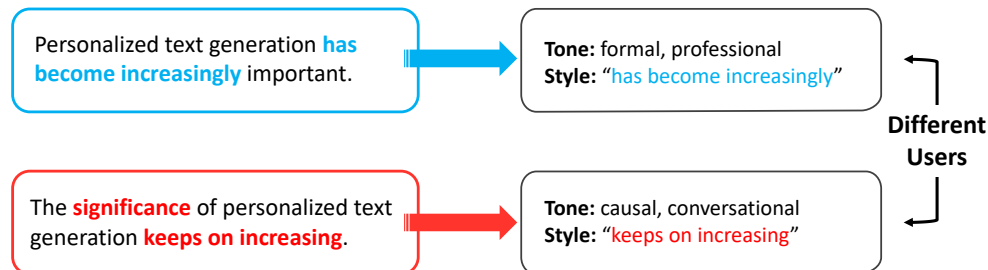 Personalized text generation has
become increasingly important.
Tone: formal, professional
Style: “has become increasingly”
Different
Users
The significance of personalized text
generation keeps on increasing.
Tone: causal, conversational
Style: “keeps on increasing”